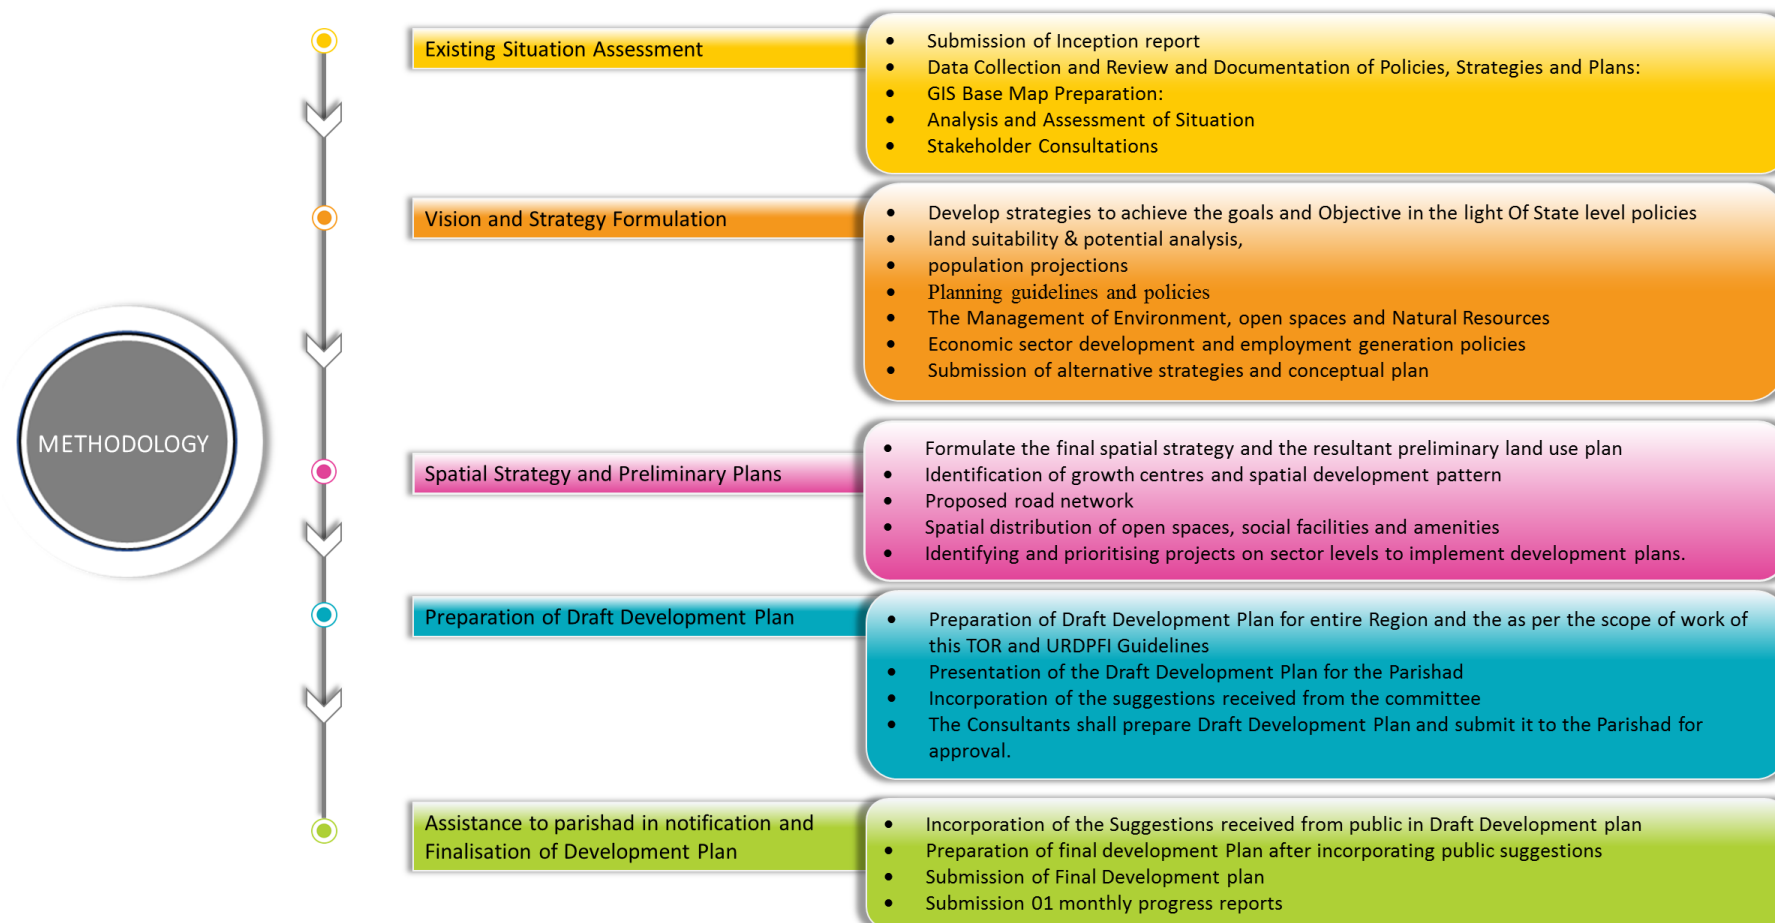 METHODOLOGY
Existing Situation Assessment
• Submission of Inception report
• Data Collection and Review and Documentation of Policies, Strategies and Plans:
• GIS Base Map Preparation:
• Analysis and Assessment of Situation
• Stakeholder Consultations
Vision and Strategy Formulation
• Develop strategies to achieve the goals and Objective in the light Of State level policies
• land suitability & potential analysis,
• population projections
• Planning guidelines and policies
• The Management of Environment, open spaces and Natural Resources
• Economic sector development and employment generation policies
• Submission of alternative strategies and conceptual plan
Spatial Strategy and Preliminary Plans
• Formulate the final spatial strategy and the resultant preliminary land use plan
• Identification of growth centres and spatial development pattern
• Proposed road network
• Spatial distribution of open spaces, social facilities and amenities
• Identifying and prioritising projects on sector levels to implement development plans.
Preparation of Draft Development Plan
• Preparation of Draft Development Plan for entire Region and the as per the scope of work of
this TOR and URDPFI Guidelines
• Presentation of the Draft Development Plan for the Parishad
• Incorporation of the suggestions received from the committee
• The Consultants shall prepare Draft Development Plan and submit it to the Parishad for
approval.
Assistance to parishad in notification and
Finalisation of Development Plan
• Incorporation of the Suggestions received from public in Draft Development plan
• Preparation of final development Plan after incorporating public suggestions
• Submission of Final Development plan
• Submission 01 monthly progress reports